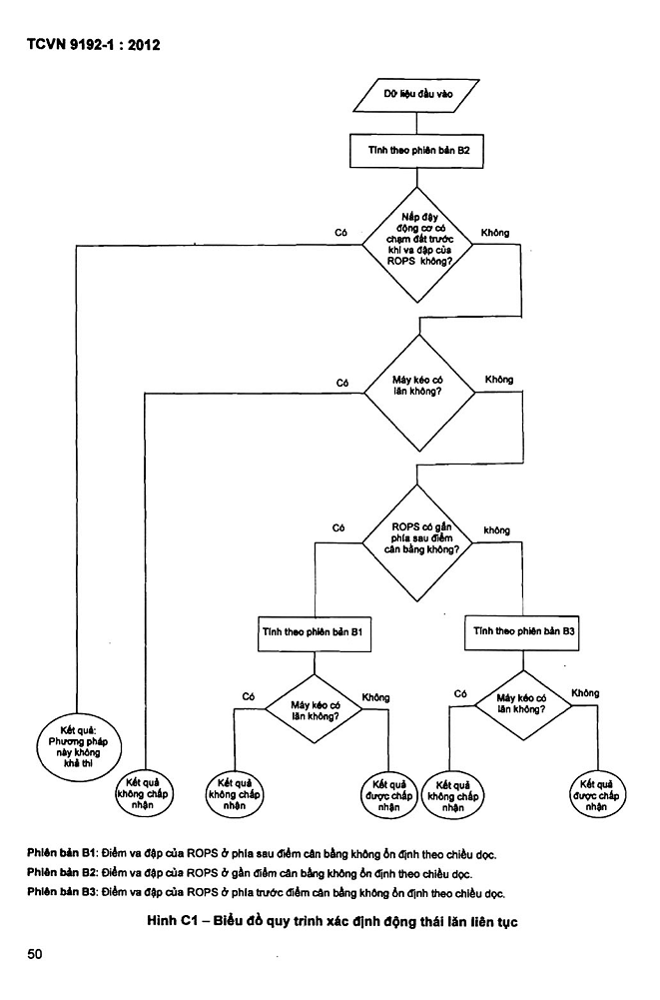 TCVN 9192-1 : 2012
Dữ liệu đầu vào
Tính theo phiên bản B2
Nắp đậy
động cơ có
chạm đất trước
khi va đập của
ROPS không?
Có
Không
Máy kéo có
lăn không?
Có
Không
ROPS có gắn
phía sau điểm
cân bằng không?
Có
không
Tính theo phiên bản B1
Tính theo phiên bản B3
Máy kéo có
lăn không?
Có
Không
Máy kéo có
lăn không?
Có
Không
Kết quả:
Phương pháp
này không
khả thi
Kết quả
không chấp
nhận
Kết quả
không chấp
nhận
Kết quả
được chấp
nhận
Kết quả
không chấp
nhận
Kết quả
được chấp
nhận
Phiên bản B1: Điểm va đập của ROPS ở phía sau điểm cân bằng không ổn định theo chiều dọc.
Phiên bản B2: Điểm va đập của ROPS ở gần điểm cân bằng không ổn định theo chiều dọc.
Phiên bản B3: Điểm va đập của ROPS ở phía trước điểm cân bằng không ổn định theo chiều dọc.
Hình C1 – Biểu đồ quy trình xác định động thái lăn liên tục
50